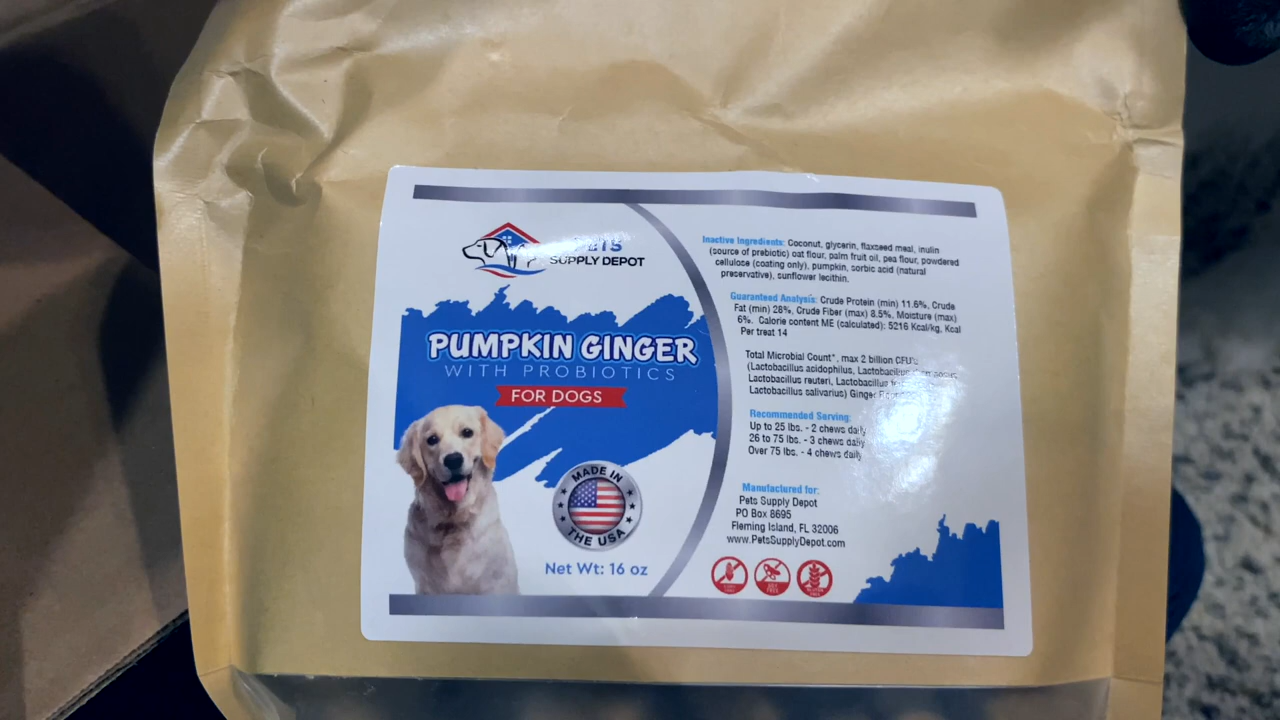 PETS
SUPPLY DEPOT
PUMPKIN GINGER
WITH PROBIOTICS
FOR DOGS
MADE IN
THE USA
Net Wt: 16 oz
Inactive Ingredients: Coconut, glycerin, flaxseed meal, inulin
(source of prebiotic) oat flour, palm fruit oil, pea flour, powdered
cellulose (coating only), pumpkin, sorbic acid (natural
preservative), sunflower lecithin.
Guaranteed Analysis: Crude Protein (min) 11.6%, Crude
Fat (min) 28%, Crude Fiber (max) 8.5%, Moisture (max)
6%. Calorie content ME (calculated): 5216 Kcal/kg, Kcal
Per treat 14
Total Microbial Count*, max 2 billion CFU's
(Lactobacillus acidophilus,
Lactobacillus reuteri, Lactobacillus
Lactobacillus salivarius) Ginger
Recommended Serving:
Up to 25 lbs. - 2 chews daily
26 to 75 lbs. - 3 chews daily
Over 75 lbs. - 4 chews daily
Manufactured for:
Pets Supply Depot
PO Box 8695
Fleming Island, FL 32006
www.PetsSupplyDepot.com
FREE
GLUTEN
FREE